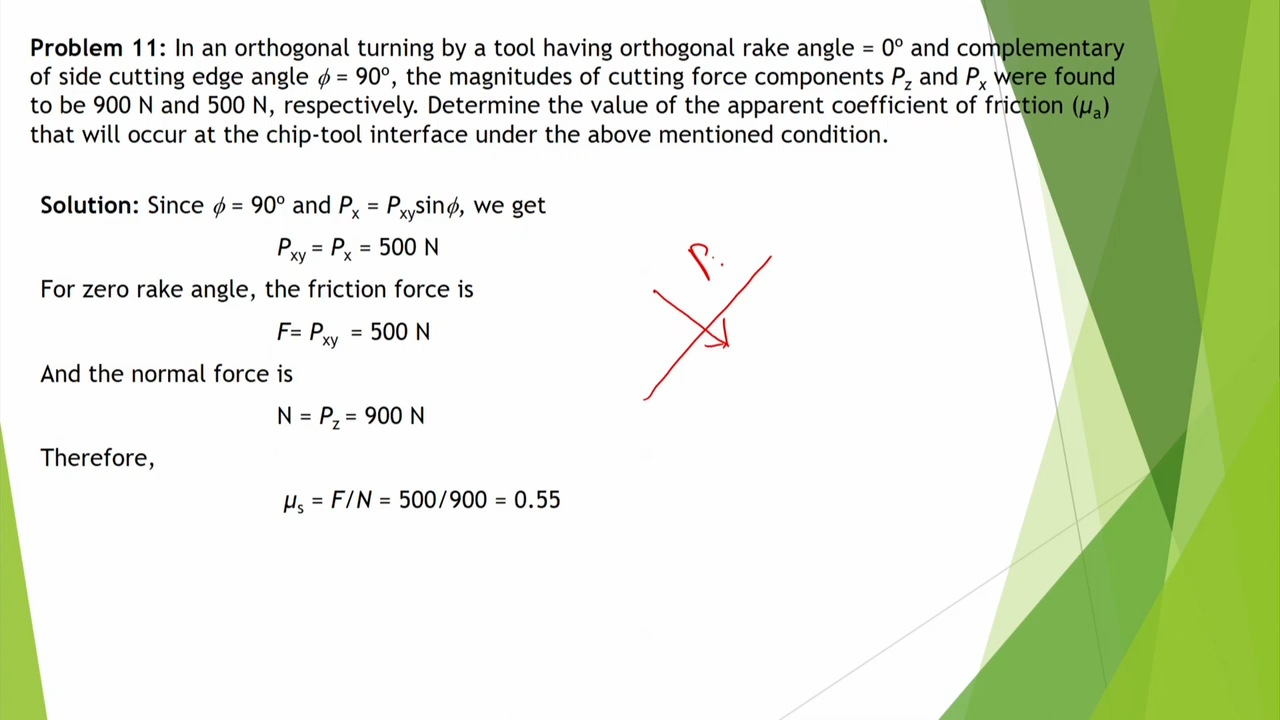 Problem 11: In an orthogonal turning by a tool having orthogonal rake angle = 0º and complementary
of side cutting edge angle ϕ = 90º, the magnitudes of cutting force components Pz and Px were found
to be 900 N and 500 N, respectively. Determine the value of the apparent coefficient of friction (μa)
that will occur at the chip-tool interface under the above mentioned condition.
Solution: Since ϕ = 90º and Px = Pxysinϕ, we get
Pxy = Px = 500 N
For zero rake angle, the friction force is
F= Pxy = 500 N
And the normal force is
N = Pz = 900 N
Therefore,
μs = F/N = 500/900 = 0.55